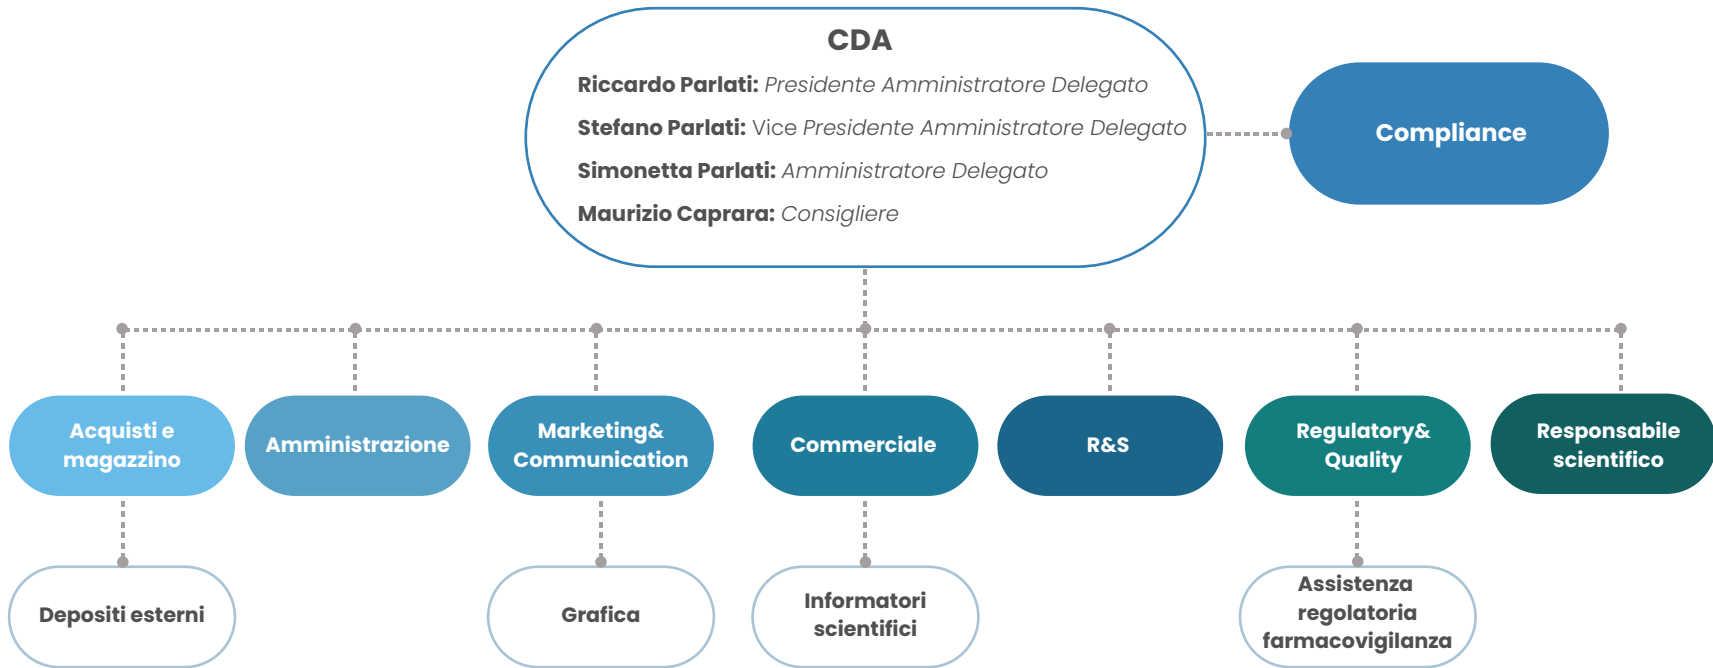 CDA
Riccardo Parlati: Presidente Amministratore Delegato
Stefano Parlati: Vice Presidente Amministratore Delegato
Simonetta Parlati: Amministratore Delegato
Maurizio Caprara: Consigliere
Compliance
Acquisti e
magazzino
Amministrazione
Marketing&
Communication
Commerciale
R&S
Regulatory&
Quality
Responsabile
scientifico
Depositi esterni
Grafica
Informatori
scientifici
Assistenza
regolatoria
farmacovigilanza